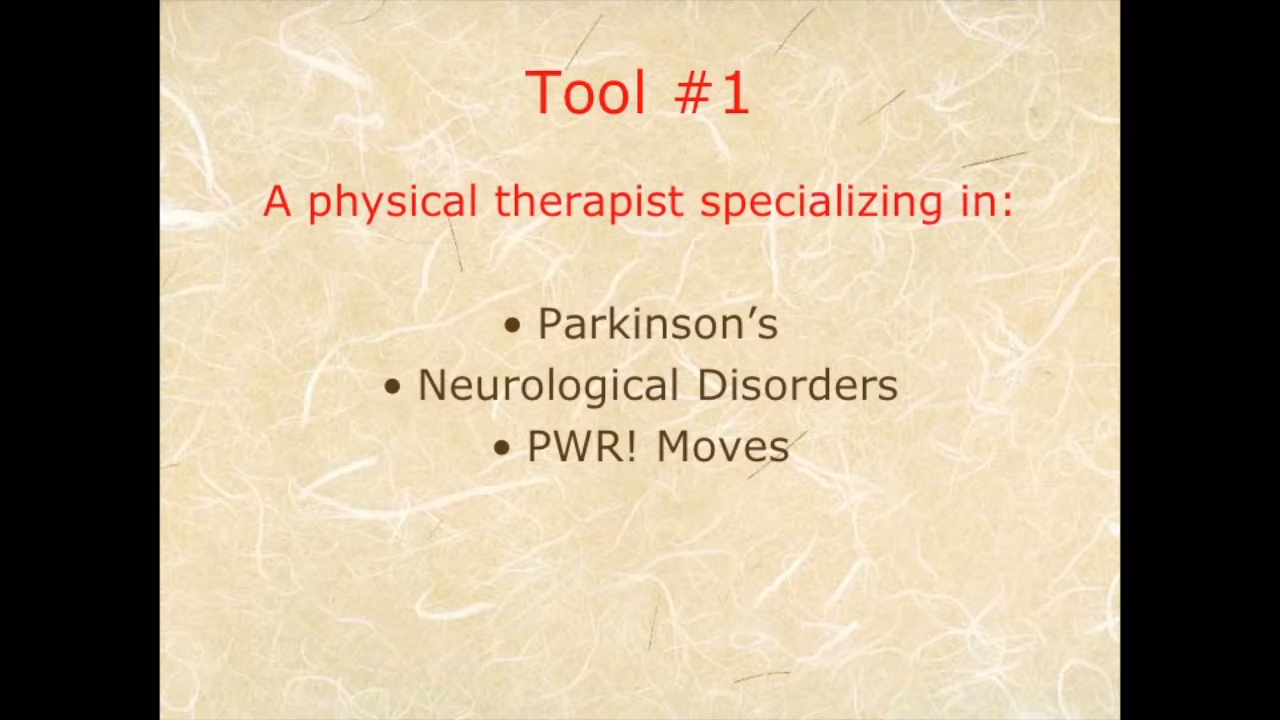 Tool #1
A physical therapist specializing in:
• Parkinson’s
• Neurological Disorders
• PWR! Moves